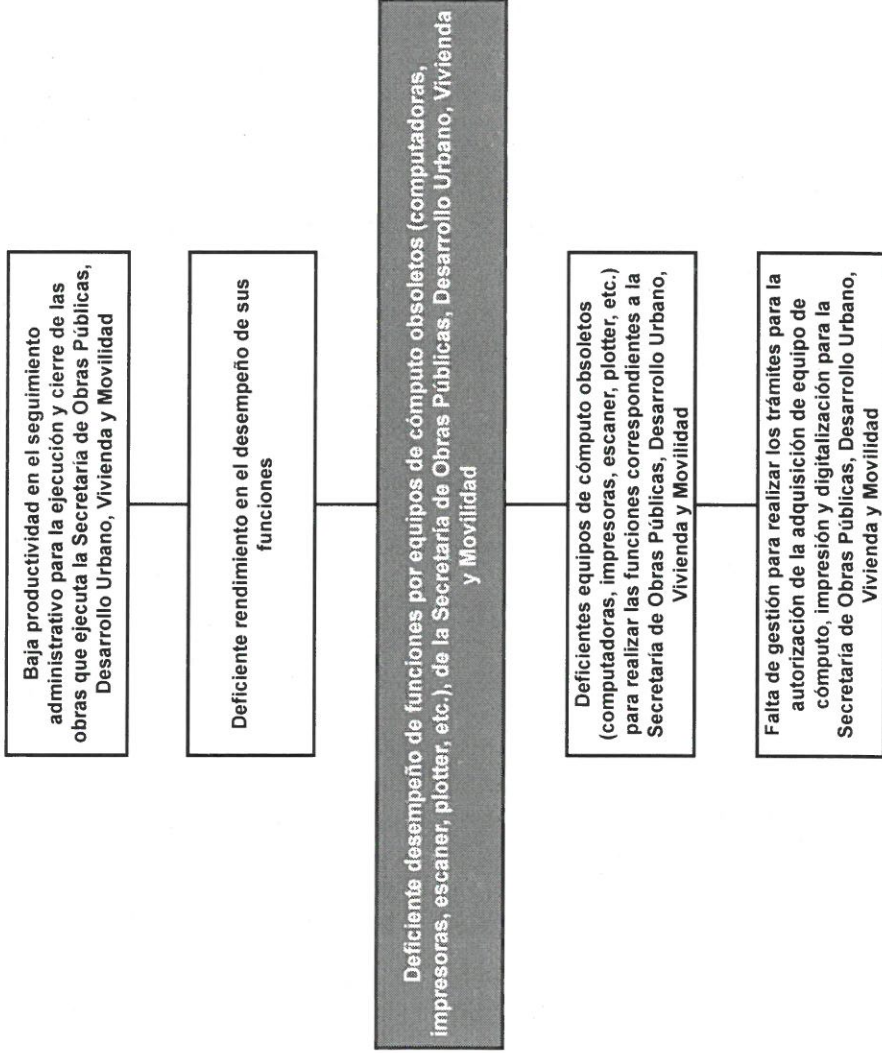 Baja productividad en el seguimiento
administrativo para la ejecución y cierre de las
obras que ejecuta la Secretaría de Obras Públicas,
Desarrollo Urbano, Vivienda y Movilidad
Deficiente rendimiento en el desempeño de sus
funciones
Deficiente desempeño de funciones por equipos de cómputo obsoletos (computadoras,
impresoras, escaner, plotter, etc.), de la Secretaría de Obras Públicas, Desarrollo Urbano, Vivienda
y Movilidad
Deficientes equipos de cómputo obsoletos
(computadoras, impresoras, escaner, plotter, etc.)
para realizar las funciones correspondientes a la
Secretaría de Obras Públicas, Desarrollo Urbano,
Vivienda y Movilidad
Falta de gestión para realizar los trámites para la
autorización de la adquisición de equipo de
cómputo, impresión y digitalización para la
Secretaría de Obras Públicas, Desarrollo Urbano,
Vivienda y Movilidad